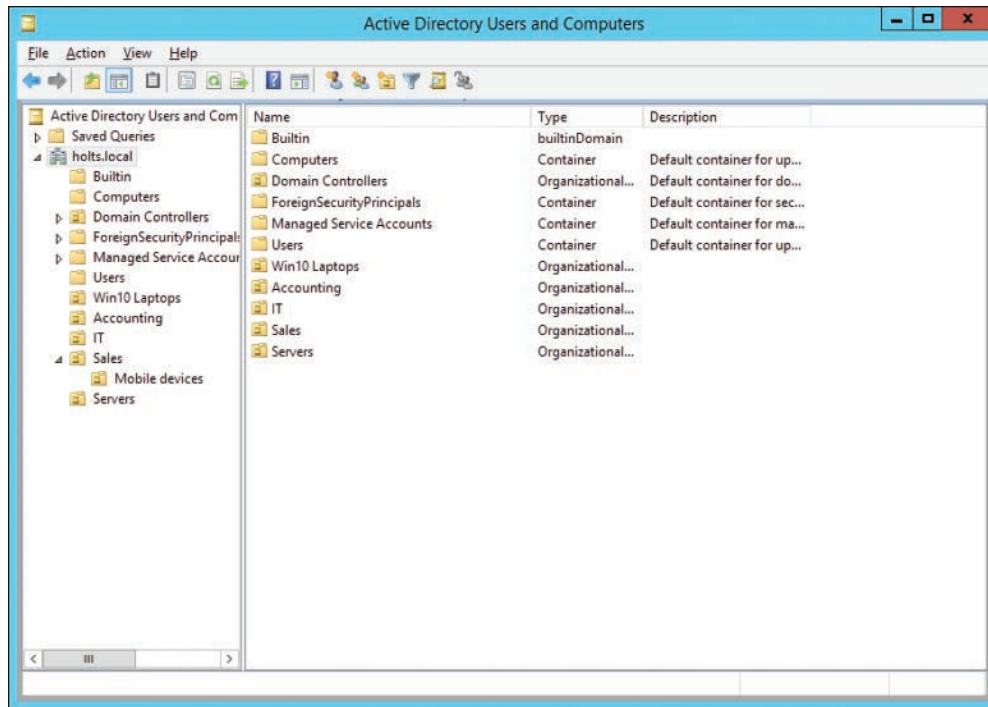 Active Directory Users and Computers
File Action View Help
Active Directory Users and Com
Saved Queries
holts.local
Builtin
Computers
Domain Controllers
ForeignSecurityPrincipals
Managed Service Accour
Users
Win10 Laptops
Accounting
IT
Sales
Mobile devices
Servers
Name Type Description
Builtin builtinDomain
Computers Container Default container for up...
Domain Controllers Organizational... Default container for do...
ForeignSecurityPrincipals Container Default container for sec...
Managed Service Accounts Container Default container for ma...
Users Container Default container for up...
Win10 Laptops Organizational...
Accounting Organizational...
IT Organizational...
Sales Organizational...
Servers Organizational...